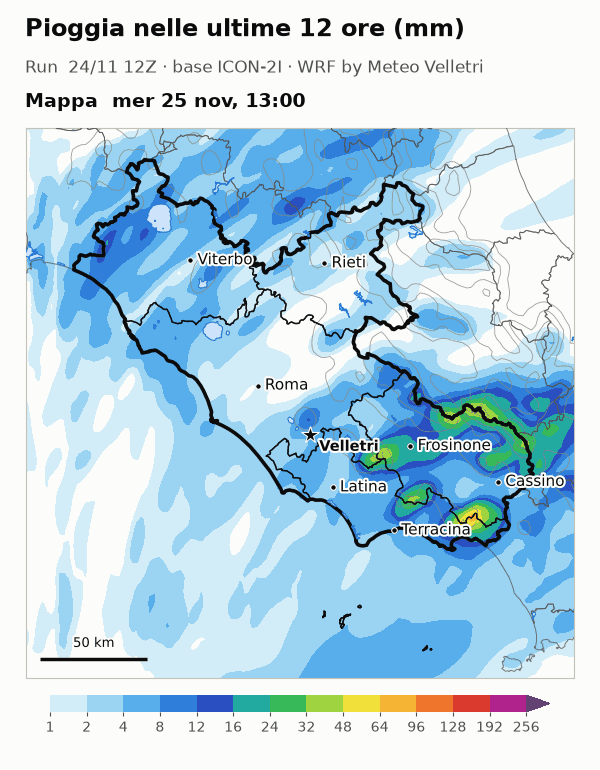 Pioggia nelle ultime 12 ore (mm)
Run  24/11 12Z · base ICON-2I · WRF by Meteo Velletri
Mappa  mer 25 nov, 13:00
Viterbo
Rieti
Roma
Velletri
Frosinone
Latina
Cassino
Terracina
50 km
1 2 4 8 12 16 24 32 48 64 96 128 192 256